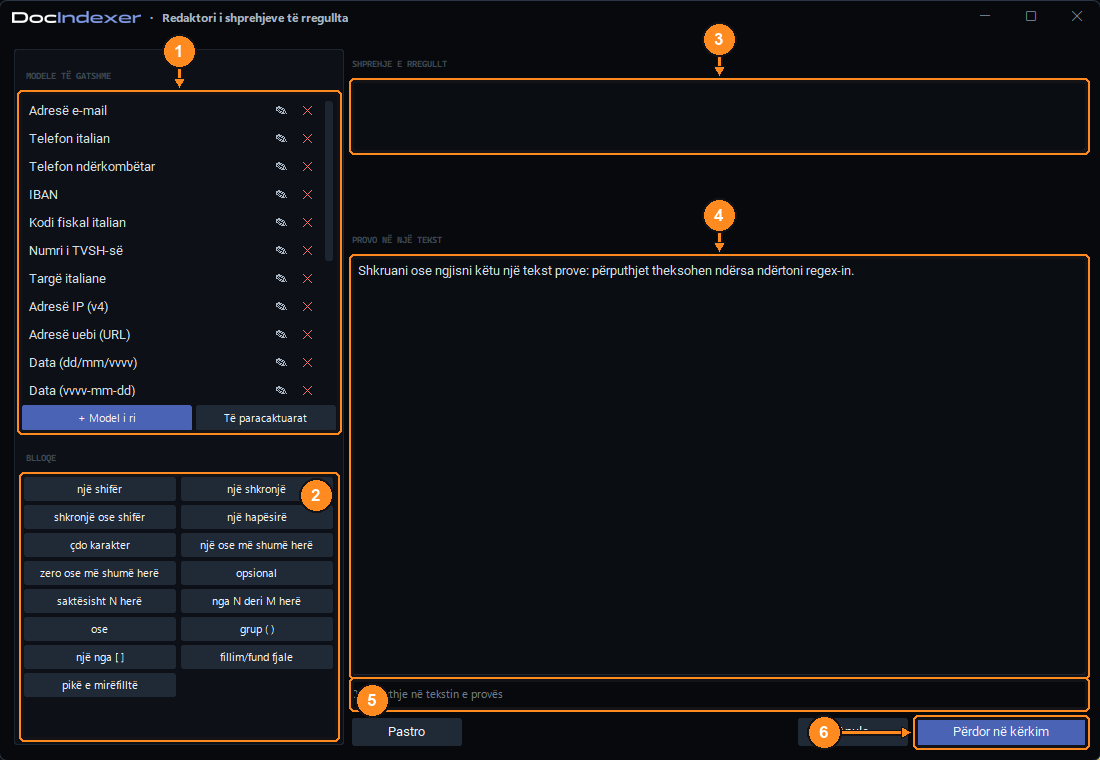 DocIndexer · Redaktori i shprehjeve të rregullta
1
MODELE TË GATSHME
Adresë e-mail
Telefon italian
Telefon ndërkombëtar
IBAN
Kodi fiskal italian
Numri i TVSH-së
Targë italiane
Adresë IP (v4)
Adresë uebi (URL)
Data (dd/mm/vvvv)
Data (vvvv-mm-dd)
+ Model i ri
Të paracaktuarat
BLLOQE
2
një shifër
një shkronjë
shkronjë ose shifër
një hapësirë
çdo karakter
një ose më shumë herë
zero ose më shumë herë
opsional
saktësisht N herë
nga N deri M herë
ose
grup ( )
një nga [ ]
fillim/fund fjale
pikë e mirëfilltë
3
SHPREHJE E RREGULLT
4
PROVO NË NJË TEKST
Shkruani ose ngjisni këtu një tekst prove: përputhjet theksohen ndërsa ndërtoni regex-in.
5
në tekstin e provës
Pastro
6
Përdor në kërkim